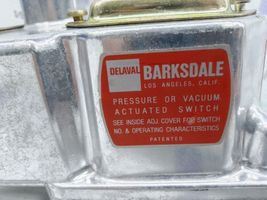 DELAVAL BARKSDALE
LOS ANGELES, CALIF.
PRESSURE OR VACUUM
ACTUATED SWITCH
SEE INSIDE ADJ. COVER FOR SWITCH
NO. & OPERATING CHARACTERISTICS
PATENTED